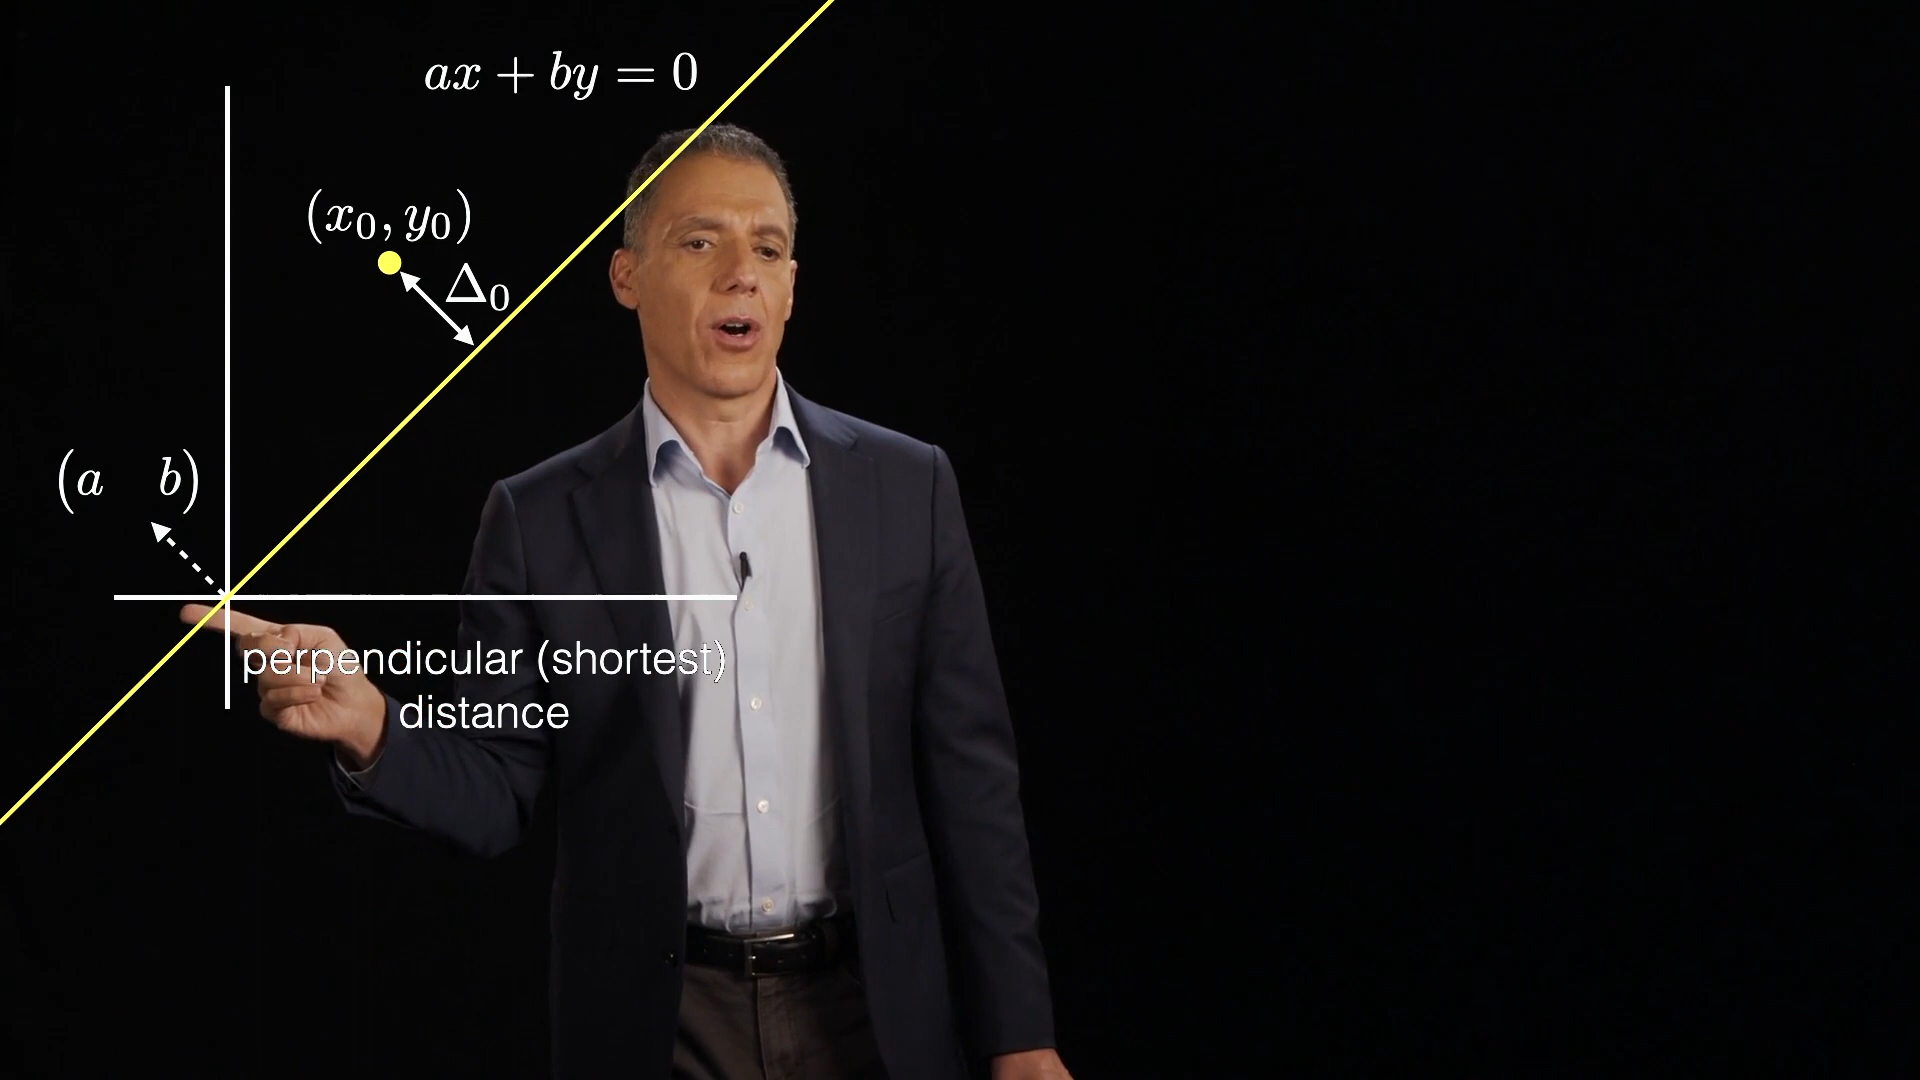 ax + by = 0
(x₀, y₀)
Δ₀
(a b)
perpendicular (shortest)
distance